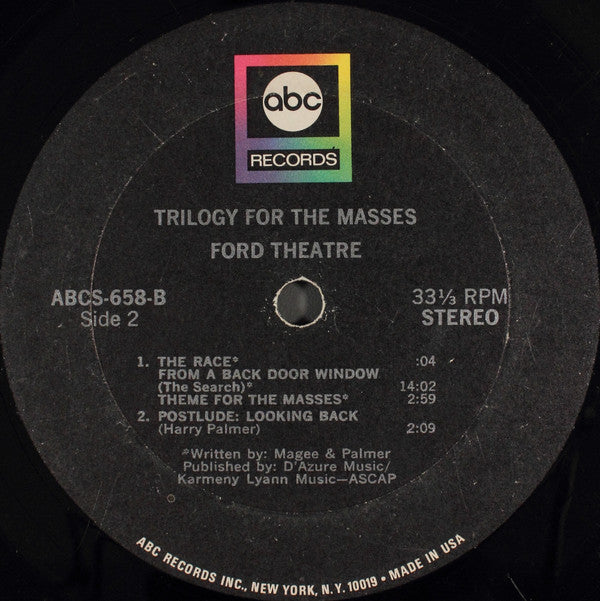 abc
RECORDS
TRILOGY FOR THE MASSES
FORD THEATRE
ABCS-658-B 33⅓ RPM
Side 2 STEREO
1. THE RACE* :04
FROM A BACK DOOR WINDOW
(The Search)* 14:02
THEME FOR THE MASSES* 2:59
2. POSTLUDE: LOOKING BACK
(Harry Palmer) 2:09
*Written by: Magee & Palmer
Published by: D'Azure Music/
Karmeny Lyann Music—ASCAP
ABC RECORDS INC., NEW YORK, N.Y. 10019 • MADE IN USA